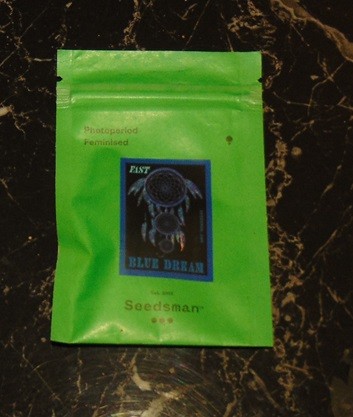 Photoperiod
Feminised
FAST
BLUE DREAM
Seedsman